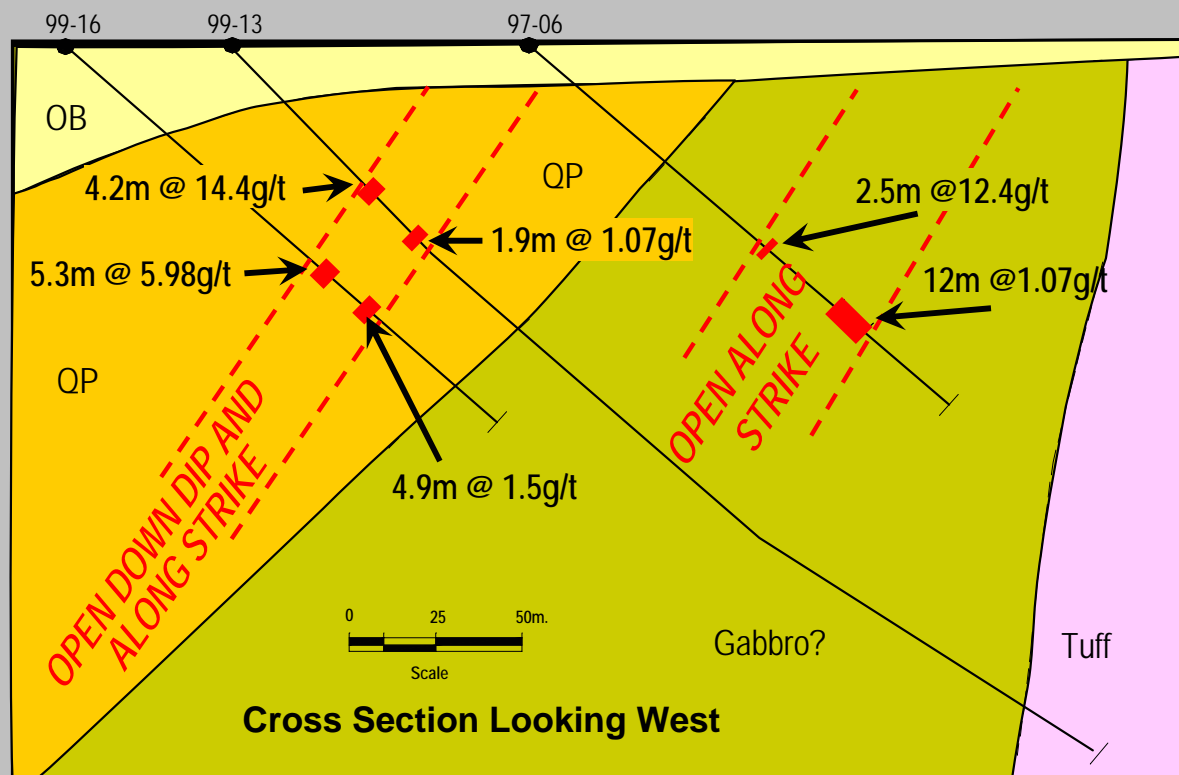 99-16
99-13
97-06
OB
QP
4.2m @ 14.4g/t
2.5m @12.4g/t
1.9m @ 1.07g/t
5.3m @ 5.98g/t
12m @1.07g/t
QP
OPEN ALONG
STRIKE
4.9m @ 1.5g/t
OPEN DOWN DIP AND
ALONG STRIKE
0 25 50m.
Scale
Gabbro?
Tuff
Cross Section Looking West